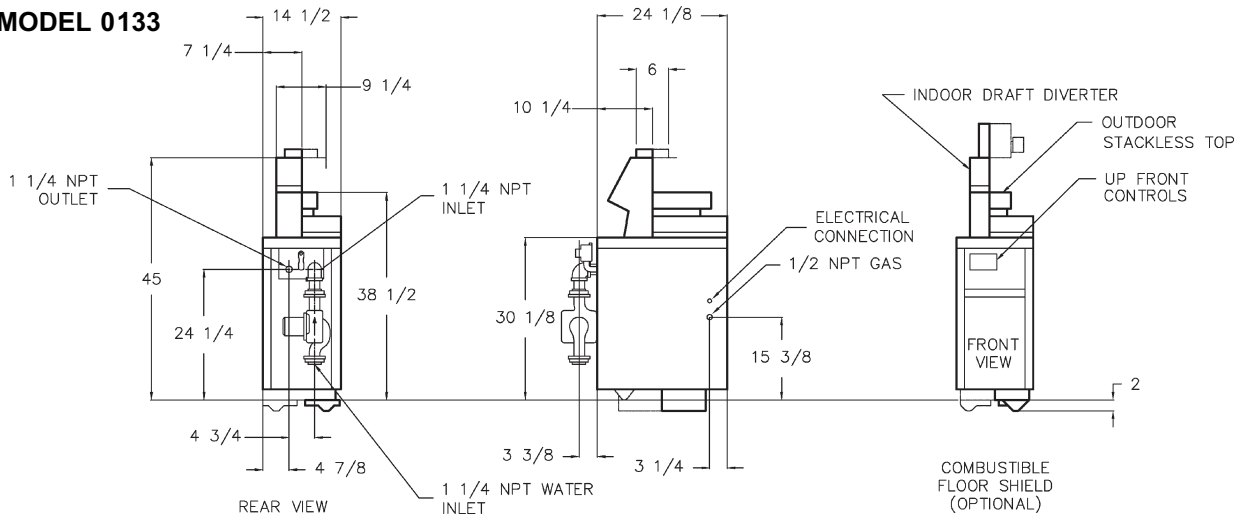 MODEL 0133
14 1/2
7 1/4
9 1/4
1 1/4 NPT
OUTLET
1 1/4 NPT
INLET
45
38 1/2
24 1/4
4 3/4
4 7/8
1 1/4 NPT WATER
INLET
REAR VIEW
24 1/8
6
10 1/4
ELECTRICAL
CONNECTION
1/2 NPT GAS
30 1/8
15 3/8
3 3/8
3 1/4
INDOOR DRAFT DIVERTER
OUTDOOR
STACKLESS TOP
UP FRONT
CONTROLS
FRONT
VIEW
2
COMBUSTIBLE
FLOOR SHIELD
(OPTIONAL)